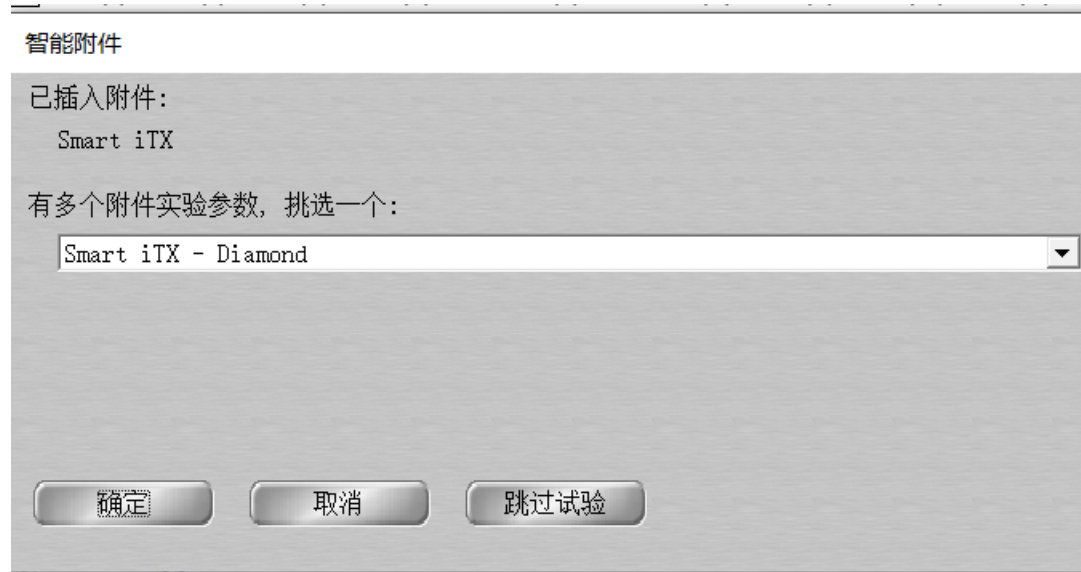 智能附件
已插入附件:
Smart iTX
有多个附件实验参数, 挑选一个:
Smart iTX - Diamond
确定 取消 跳过试验